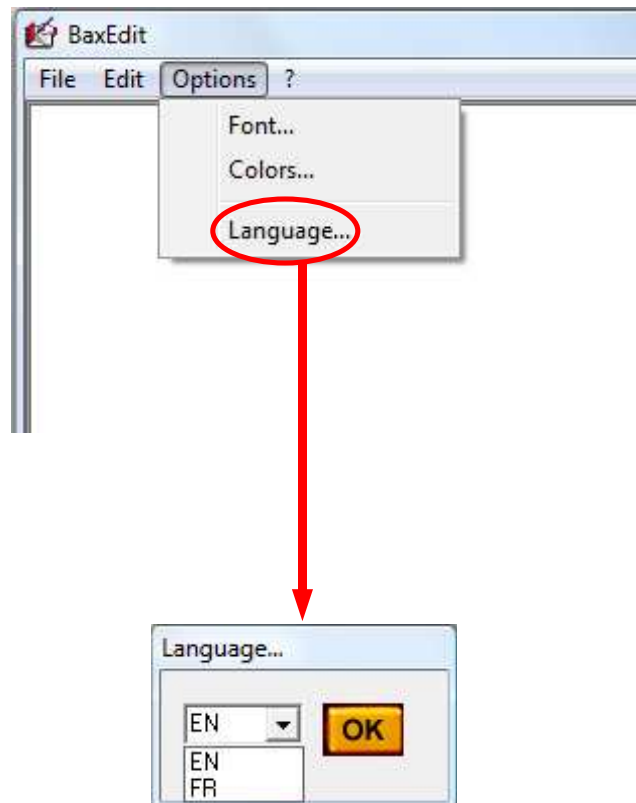 BaxEdit
File Edit Options ?
Font...
Colors...
Language...
Language...
EN OK
EN
FR